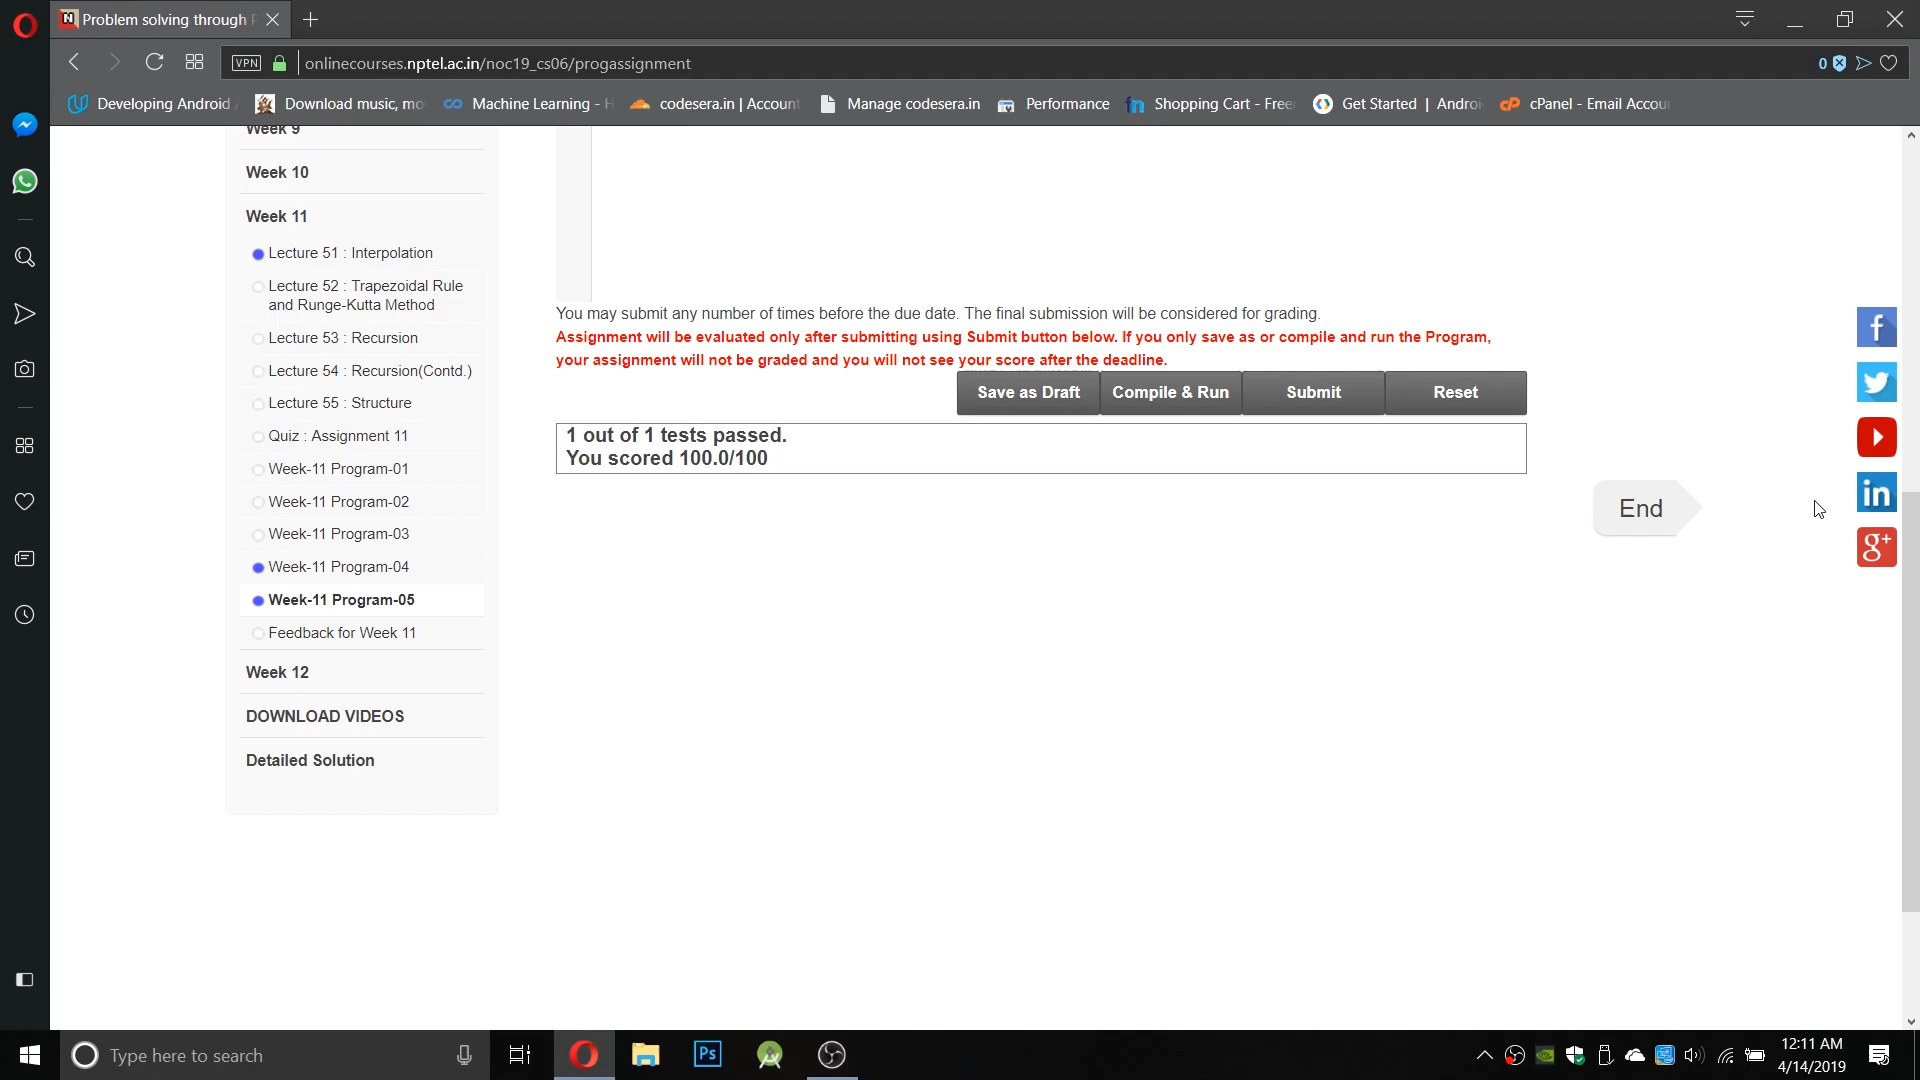 Problem solving through
VPN
onlinecourses.nptel.ac.in/noc19_cs06/progassignment
0
Developing Android
Download music, mo
Machine Learning -
codesera.in | Account
Manage codesera.in
Performance
Shopping Cart - Free
Get Started | Androi
cPanel - Email Accou
Week 9
Week 10
Week 11
Lecture 51 : Interpolation
Lecture 52 : Trapezoidal Rule
and Runge-Kutta Method
Lecture 53 : Recursion
Lecture 54 : Recursion(Contd.)
Lecture 55 : Structure
Quiz : Assignment 11
Week-11 Program-01
Week-11 Program-02
Week-11 Program-03
Week-11 Program-04
Week-11 Program-05
Feedback for Week 11
Week 12
DOWNLOAD VIDEOS
Detailed Solution
You may submit any number of times before the due date. The final submission will be considered for grading.
Assignment will be evaluated only after submitting using Submit button below. If you only save as or compile and run the Program,
your assignment will not be graded and you will not see your score after the deadline.
Save as Draft
Compile & Run
Submit
Reset
1 out of 1 tests passed.
You scored 100.0/100
End
f
in
g+
Type here to search
Ps
12:11 AM
4/14/2019